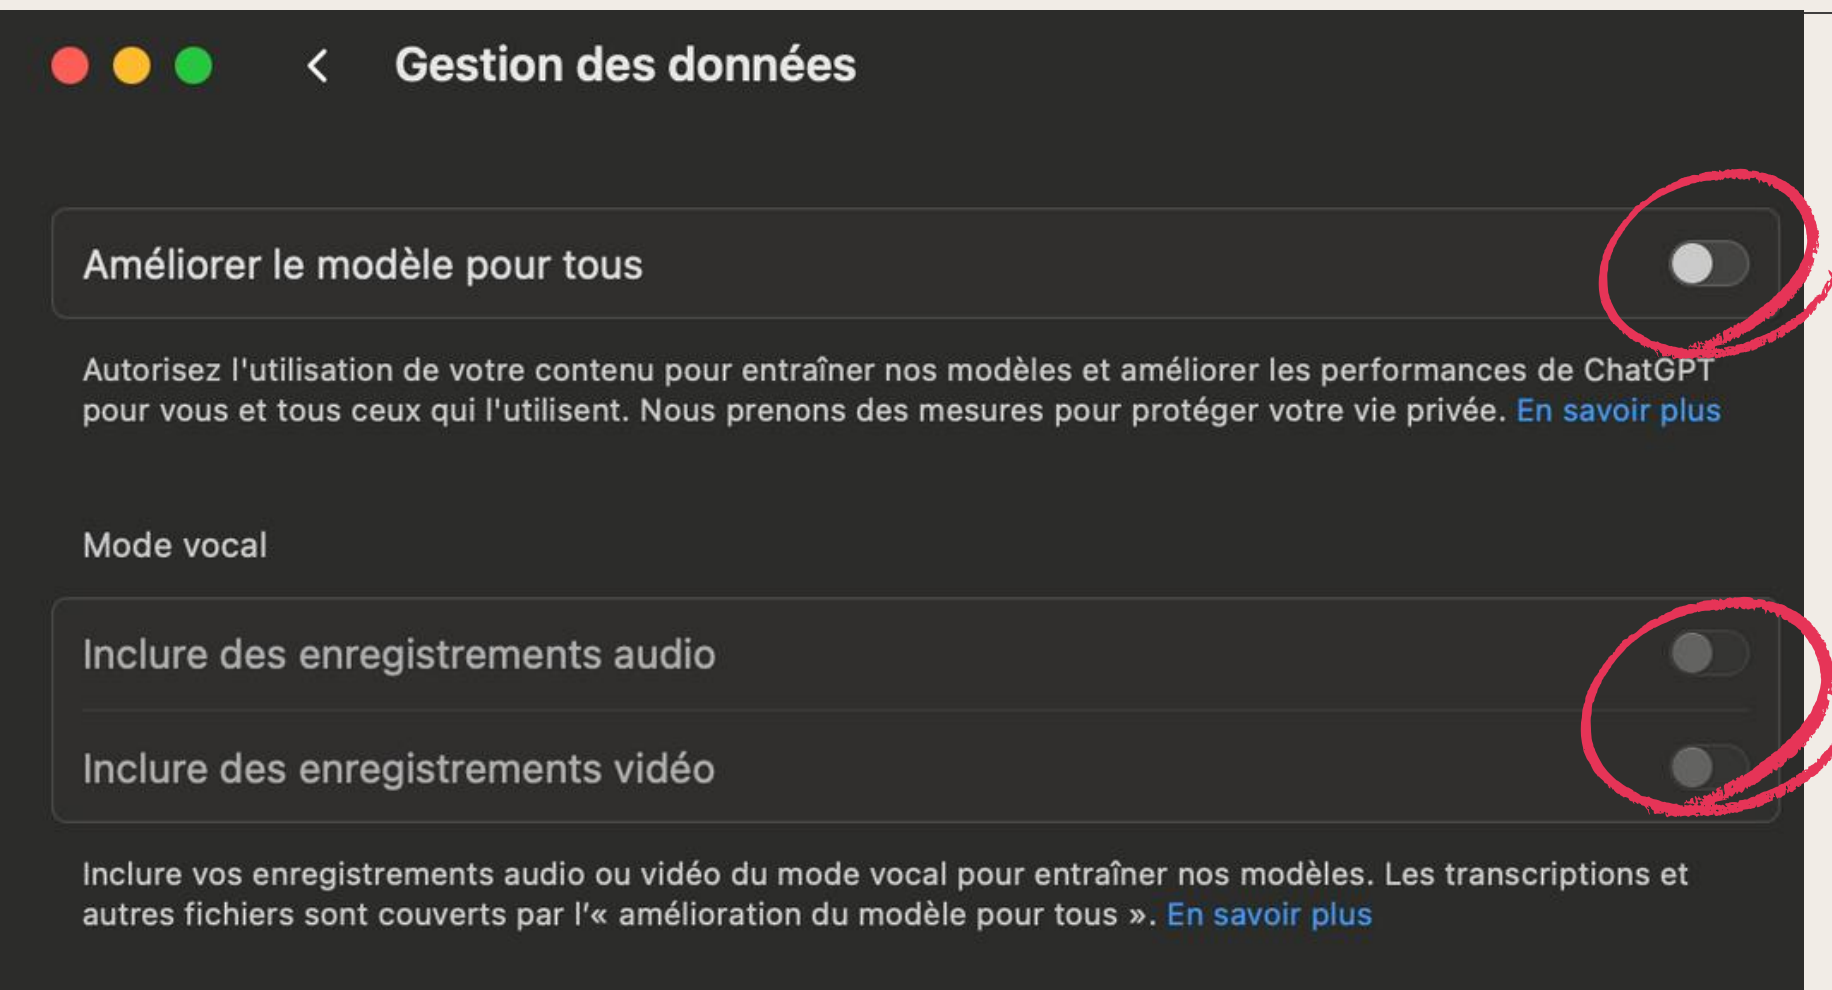 Gestion des données
Améliorer le modèle pour tous
Autorisez l'utilisation de votre contenu pour entraîner nos modèles et améliorer les performances de ChatGPT
pour vous et tous ceux qui l'utilisent. Nous prenons des mesures pour protéger votre vie privée. En savoir plus
Mode vocal
Inclure des enregistrements audio
Inclure des enregistrements vidéo
Inclure vos enregistrements audio ou vidéo du mode vocal pour entraîner nos modèles. Les transcriptions et
autres fichiers sont couverts par l’« amélioration du modèle pour tous ». En savoir plus